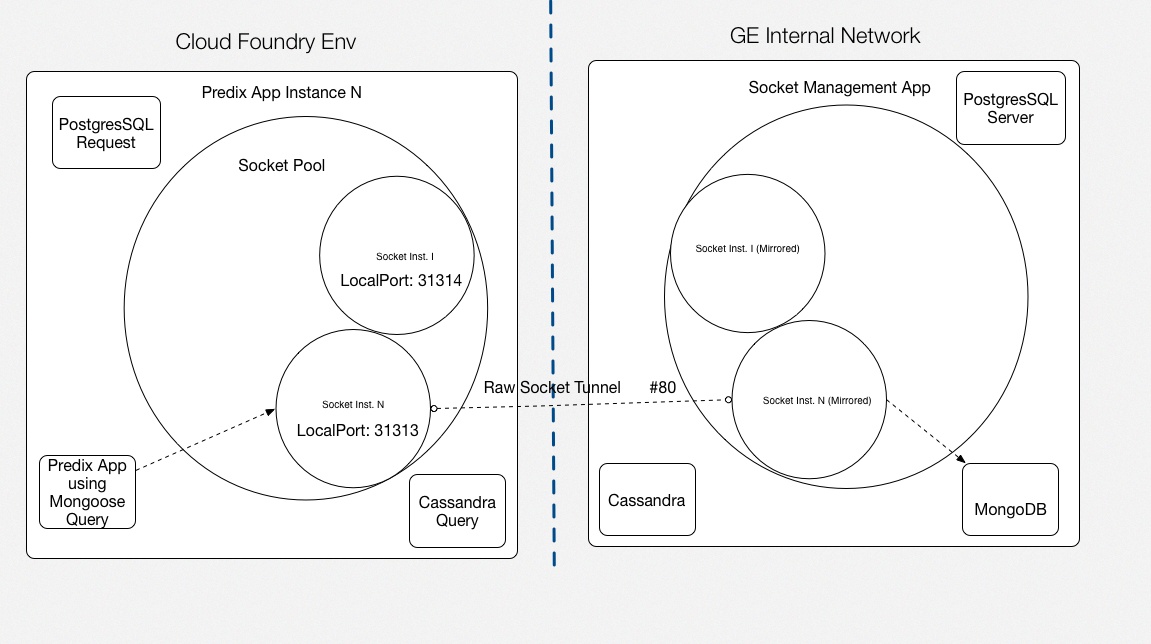 Cloud Foundry Env
Predix App Instance N
PostgresSQL
Request
Socket Pool
Socket Inst. I
LocalPort: 31314
Socket Inst. N
LocalPort: 31313
Predix App
using
Mongoose
Query
Cassandra
Query
Raw Socket Tunnel #80
GE Internal Network
Socket Management App
PostgresSQL
Server
Socket Inst. I (Mirrored)
Socket Inst. N (Mirrored)
Cassandra
MongoDB